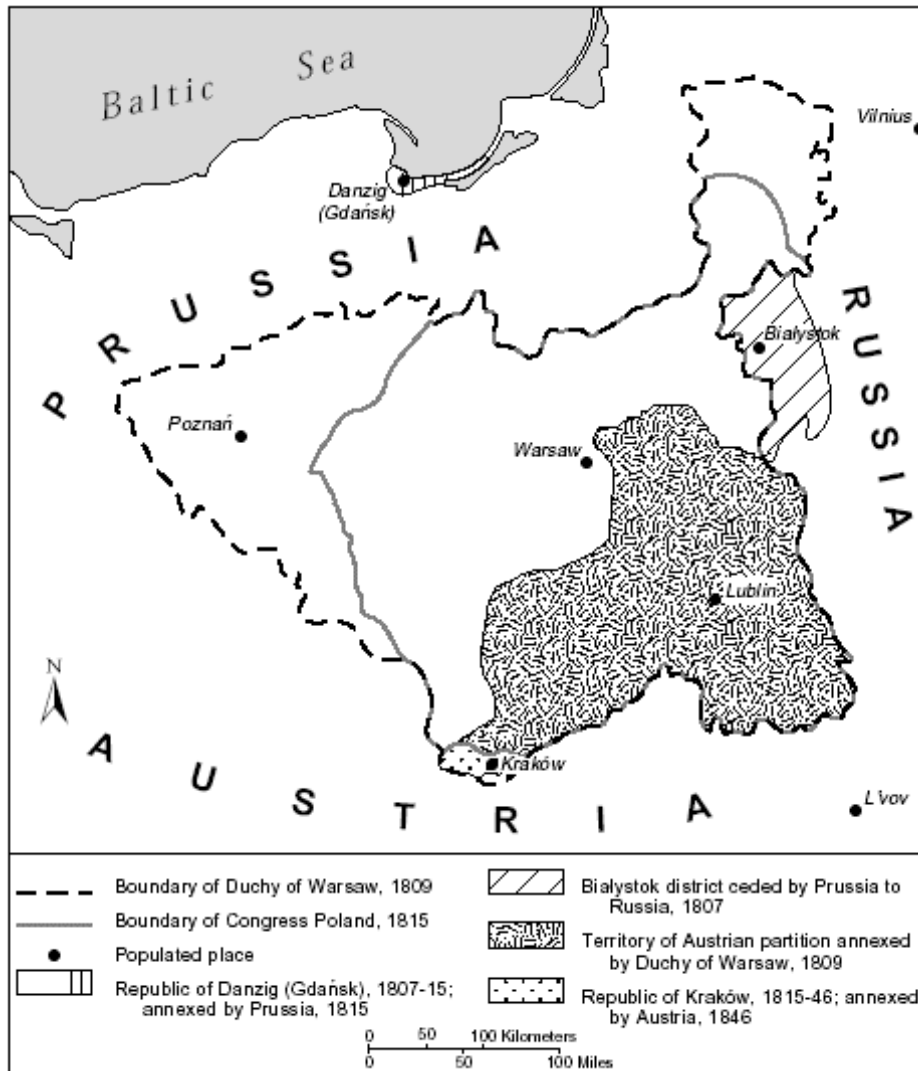 Baltic Sea
Vilnius
Danzig
(Gdańsk)
PRUSSIA
RUSSIA
Białystok
Poznań
Warsaw
Lublin
N
Kraków
AUSTRIA
L'vov
Boundary of Duchy of Warsaw, 1809
Boundary of Congress Poland, 1815
Populated place
Republic of Danzig (Gdańsk), 1807-15;
annexed by Prussia, 1815
Białystok district ceded by Prussia to
Russia, 1807
Territory of Austrian partition annexed
by Duchy of Warsaw, 1809
Republic of Kraków, 1815-46; annexed
by Austria, 1846
0 50 100 Kilometers
0 50 100 Miles